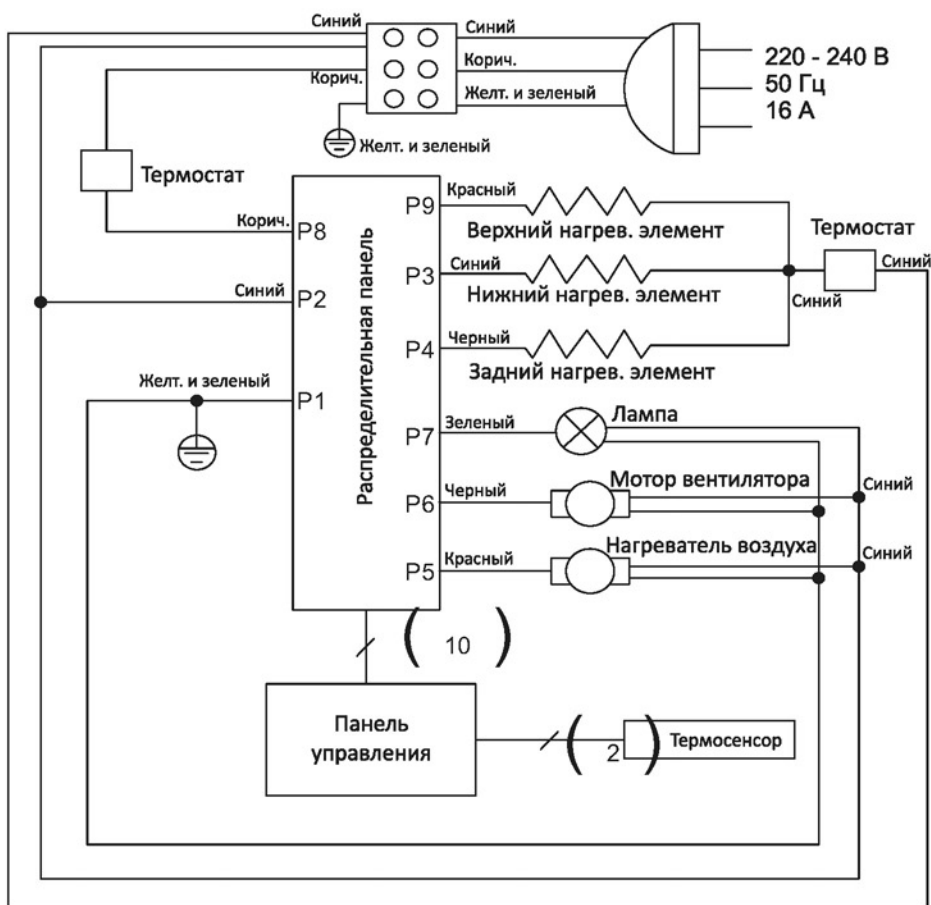 Синий
Синий
Корич.
Корич.
Желт. и зеленый
Желт. и зеленый
220 - 240 В
50 Гц
16 А
Термостат
Корич.
P8
Синий
P2
Желт. и зеленый
P1
Распределительная панель
P9
Красный
Верхний нагрев. элемент
P3
Синий
Нижний нагрев. элемент
P4
Черный
Задний нагрев. элемент
Термостат
Синий
Синий
P7
Зеленый
Лампа
P6
Черный
Мотор вентилятора
Синий
P5
Красный
Нагреватель воздуха
Синий
( 10 )
Панель
управления
( 2 )
Термосенсор